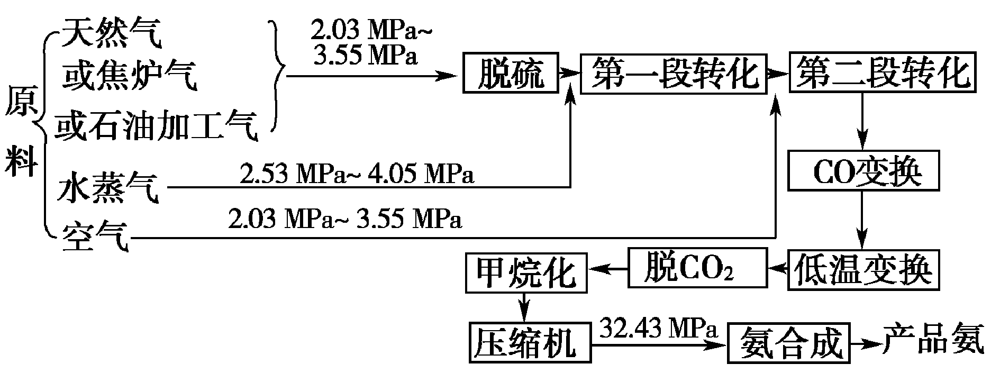 原料
天然气
或焦炉气
或石油加工气
水蒸气
空气
2.03 MPa~
3.55 MPa
2.53 MPa~ 4.05 MPa
2.03 MPa~ 3.55 MPa
脱硫
第一段转化
第二段转化
CO变换
低温变换
脱CO₂
甲烷化
压缩机
32.43 MPa
氨合成
产品氨